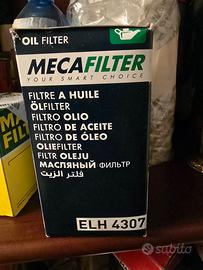 OIL FILTER
MECAFILTER
YOUR SMART CHOICE
FILTRE A HUILE
ÖLFILTER
FILTRO OLIO
FILTRO DE ACEITE
FILTRO DE ÓLEO
OLIEFILTER
FILTR OLEJU
МАСЛЯНЫЙ ФИЛЬТР
فلتر الزيت
ELH 4307
subito